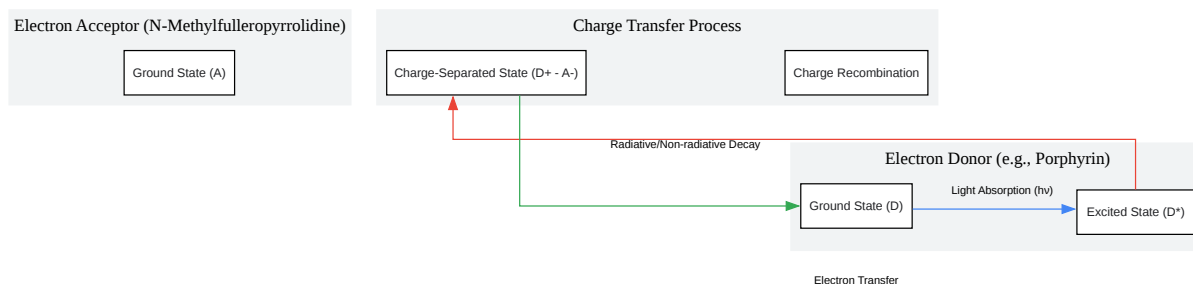 Electron Acceptor (N-Methylfulleropyrrolidine)
Ground State (A)
Charge Transfer Process
Charge-Separated State (D+ - A-)
Charge Recombination
Radiative/Non-radiative Decay
Electron Donor (e.g., Porphyrin)
Ground State (D)
Light Absorption (hν)
Excited State (D*)
Electron Transfer